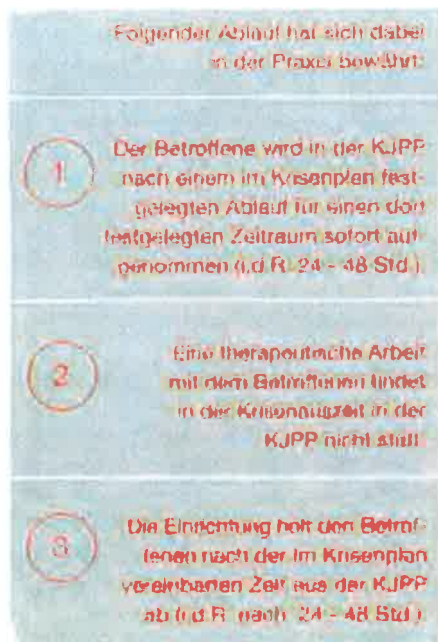 Folgender Ablauf hat sich dabei
in der Praxis bewährt:
1
Der Betroffene wird in der KJPP
nach einem im Krisenplan fest-
gelegten Ablauf für einen dort
festgelegten Zeitraum sofort auf-
genommen (i.d.R. 24 - 48 Std.).
2
Eine therapeutische Arbeit
mit dem Betroffenen findet
in der Krisenauszeit in der
KJPP nicht statt.
3
Die Einrichtung holt den Betrof-
fenen nach der im Krisenplan
vereinbarten Zeit aus der KJPP
ab (i.d.R. nach 24 - 48 Std.).